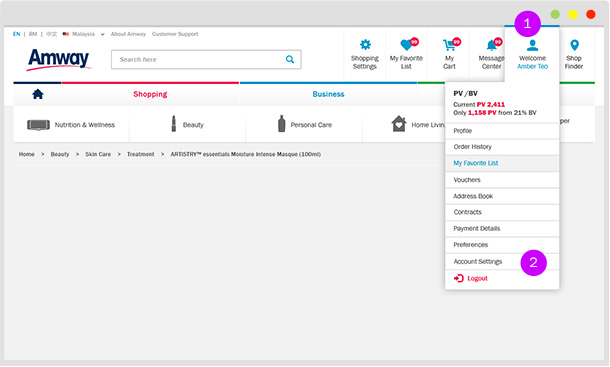 1
EN | BM | 中文 Malaysia About Amway Customer Support
Amway
Search here
Shopping Settings
My Favorite List
99
My Cart
99
Message Center
99
Welcome
Amber Teo
Shop Finder
Shopping
Business
Nutrition & Wellness
Beauty
Personal Care
Home Livin
per
Home > Beauty > Skin Care > Treatment > ARTISTRY™ essentials Moisture Intense Masque (100ml)
PV /BV
Current PV 2,411
Only 1,158 PV from 21% BV
Profile
Order History
My Favorite List
Vouchers
Address Book
Contracts
Payment Details
Preferences
Account Settings
2
Logout